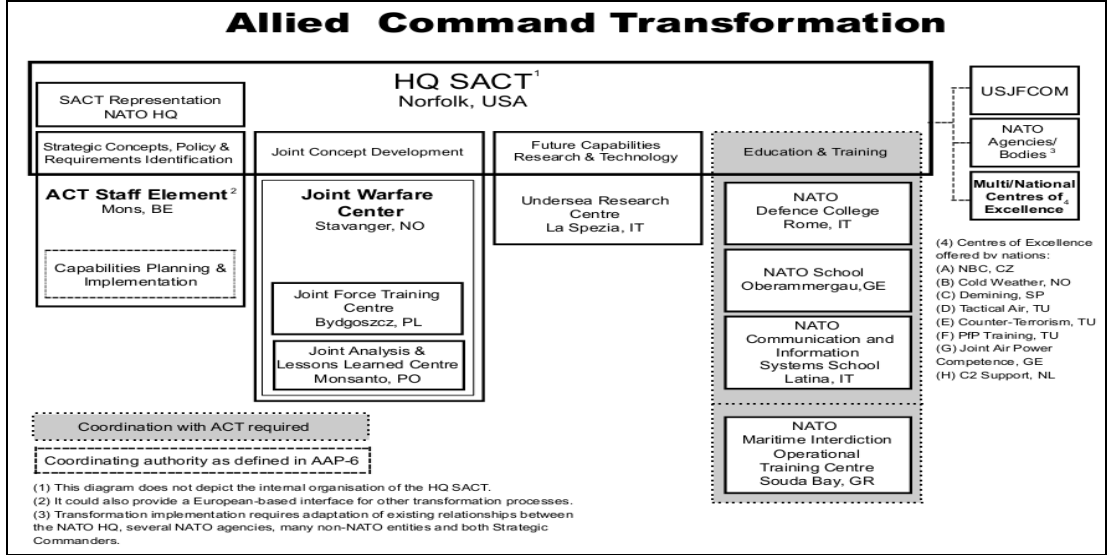 Allied Command Transformation
HQ SACT1
Norfolk, USA
SACT Representation
NATO HQ
Strategic Concepts, Policy &
Requirements Identification
Joint Concept Development
Future Capabilities
Research & Technology
Education & Training
ACT Staff Element2
Mons, BE
Capabilities Planning &
Implementation
Joint Warfare
Center
Stavanger, NO
Joint Force Training
Centre
Bydgoszcz, PL
Joint Analysis &
Lessons Learned Centre
Monsanto, PO
Undersea Research
Centre
La Spezia, IT
NATO
Defence College
Rome, IT
NATO School
Oberammergau,GE
NATO
Communication and
Information
Systems School
Latina, IT
NATO
Maritime Interdiction
Operational
Training Centre
Souda Bay, GR
USJFCOM
NATO
Agencies/
Bodies 3
Multi/National
Centres of
Excellence 4
(4) Centres of Excellence
offered by nations:
(A) NBC, CZ
(B) Cold Weather, NO
(C) Demining, SP
(D) Tactical Air, TU
(E) Counter-Terrorism, TU
(F) PfP Training, TU
(G) Joint Air Power
Competence, GE
(H) C2 Support, NL
Coordination with ACT required
Coordinating authority as defined in AAP-6
(1) This diagram does not depict the internal organisation of the HQ SACT.
(2) It could also provide a European-based interface for other transformation processes.
(3) Transformation implementation requires adaptation of existing relationships between
the NATO HQ, several NATO agencies, many non-NATO entities and both Strategic
Commanders.